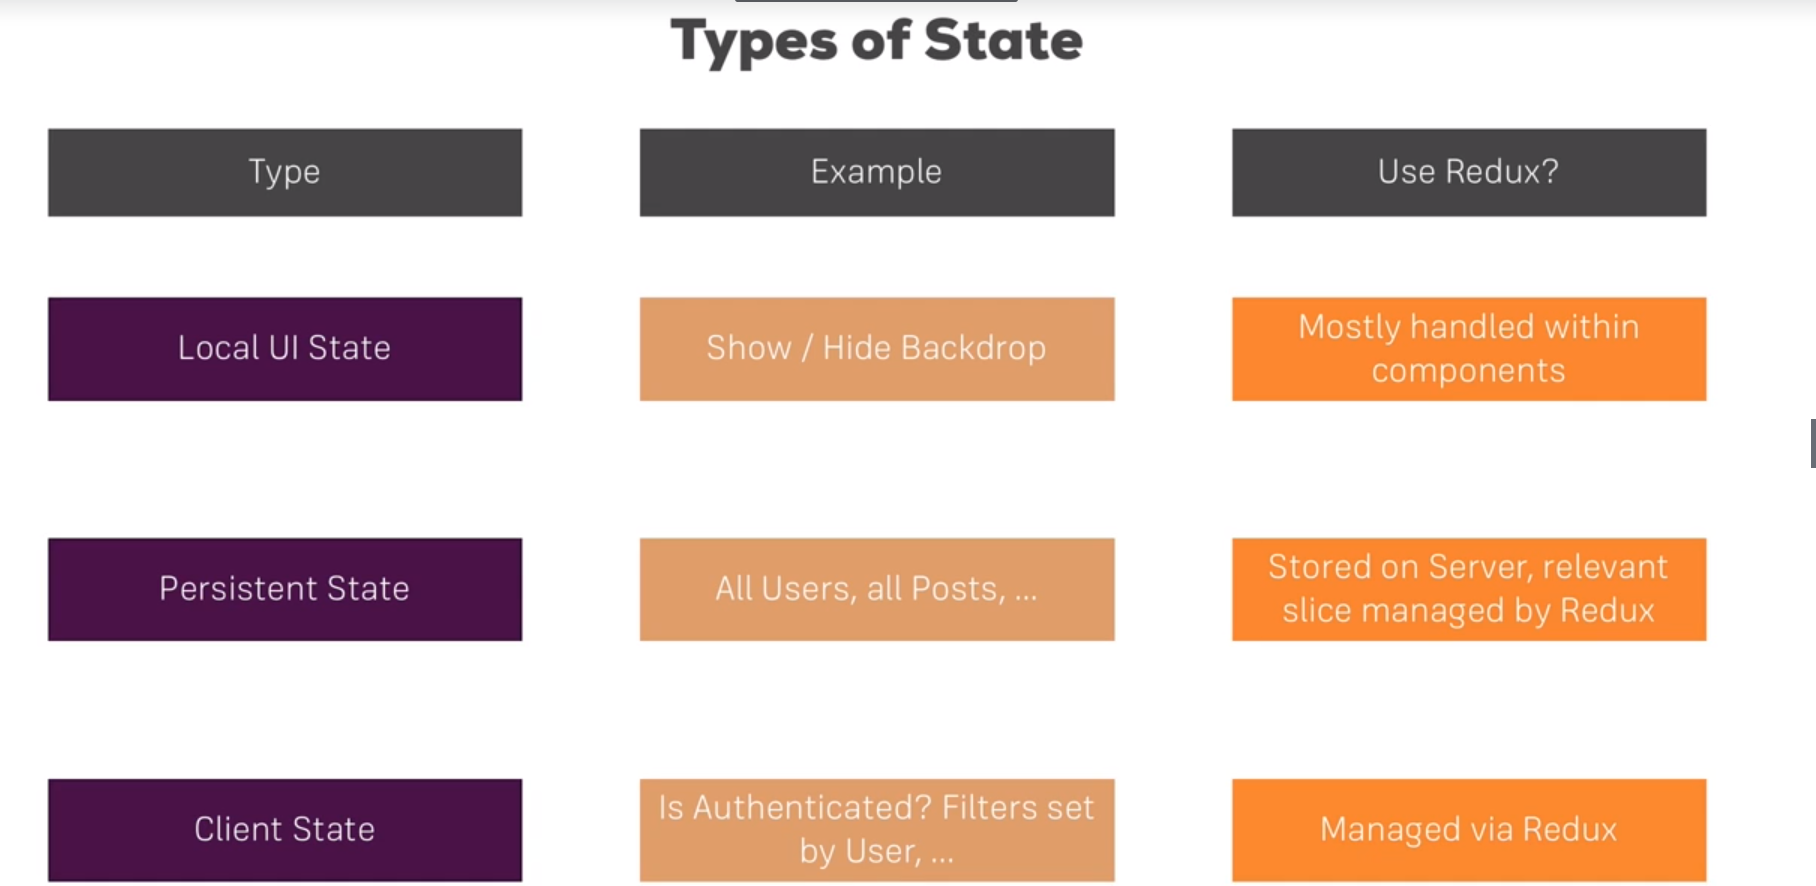 Types of State
Type
Example
Use Redux?
Local UI State
Show / Hide Backdrop
Mostly handled within
components
Persistent State
All Users, all Posts, ...
Stored on Server, relevant
slice managed by Redux
Client State
Is Authenticated? Filters set
by User, ...
Managed via Redux